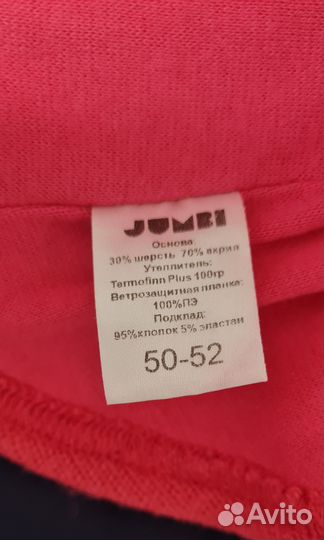 JUMBI
Основа
30% шерсть 70% акрил
Утеплитель:
Termofinn Plus 100гр
Ветрозащитная планка:
100%ПЭ
Подклад:
95%хлопок 5% эластан
50-52
Avito